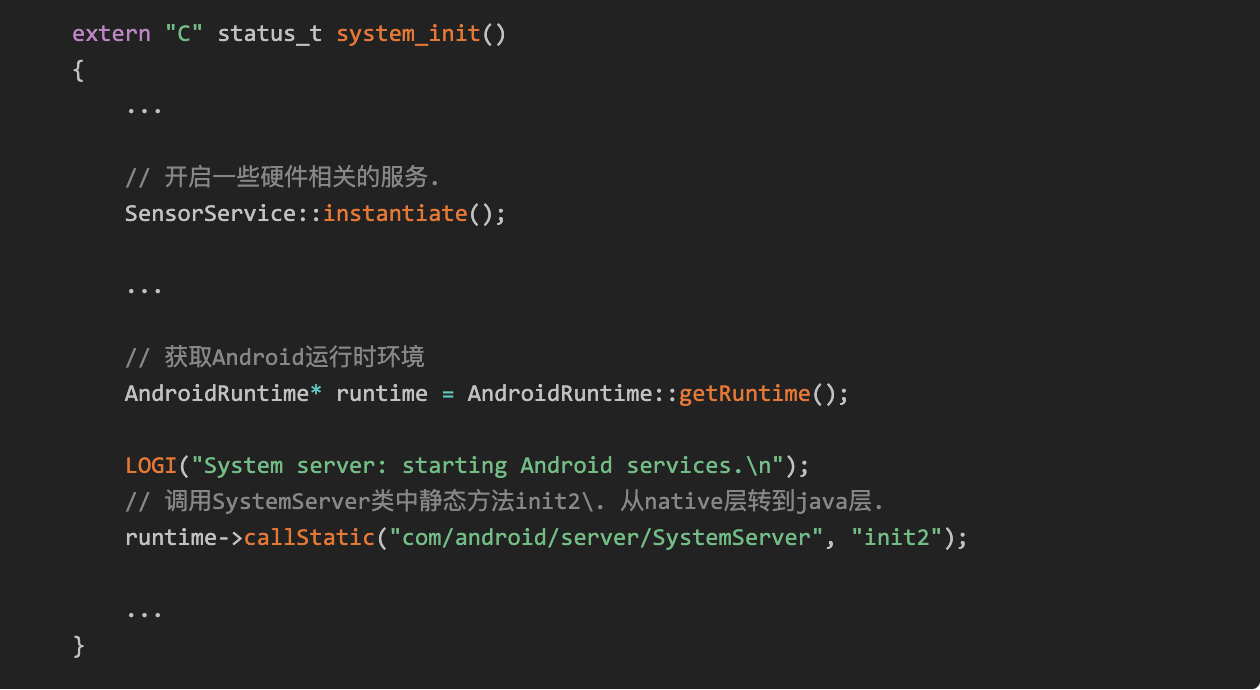 extern "C" status_t system_init()
{
    ...
    // 开启一些硬件相关的服务.
    SensorService::instantiate();
    ...
    // 获取Android运行时环境
    AndroidRuntime* runtime = AndroidRuntime::getRuntime();
    LOGI("System server: starting Android services.\n");
    // 调用SystemServer类中静态方法init2\. 从native层转到java层.
    runtime->callStatic("com/android/server/SystemServer", "init2");
    ...
}